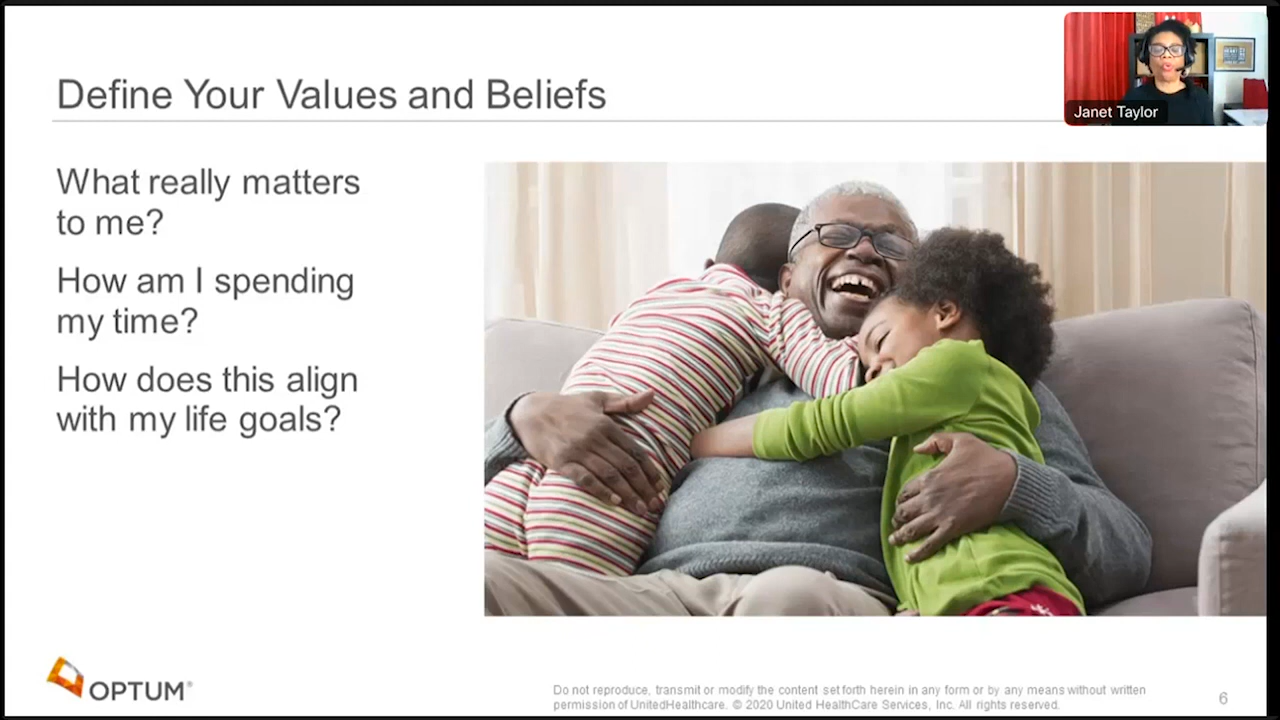 Define Your Values and Beliefs
Janet Taylor
What really matters
to me?
How am I spending
my time?
How does this align
with my life goals?
OPTUM®
Do not reproduce, transmit or modify the content set forth herein in any form or by any means without written
permission of UnitedHealthcare. © 2020 United HealthCare Services, Inc. All rights reserved.
6